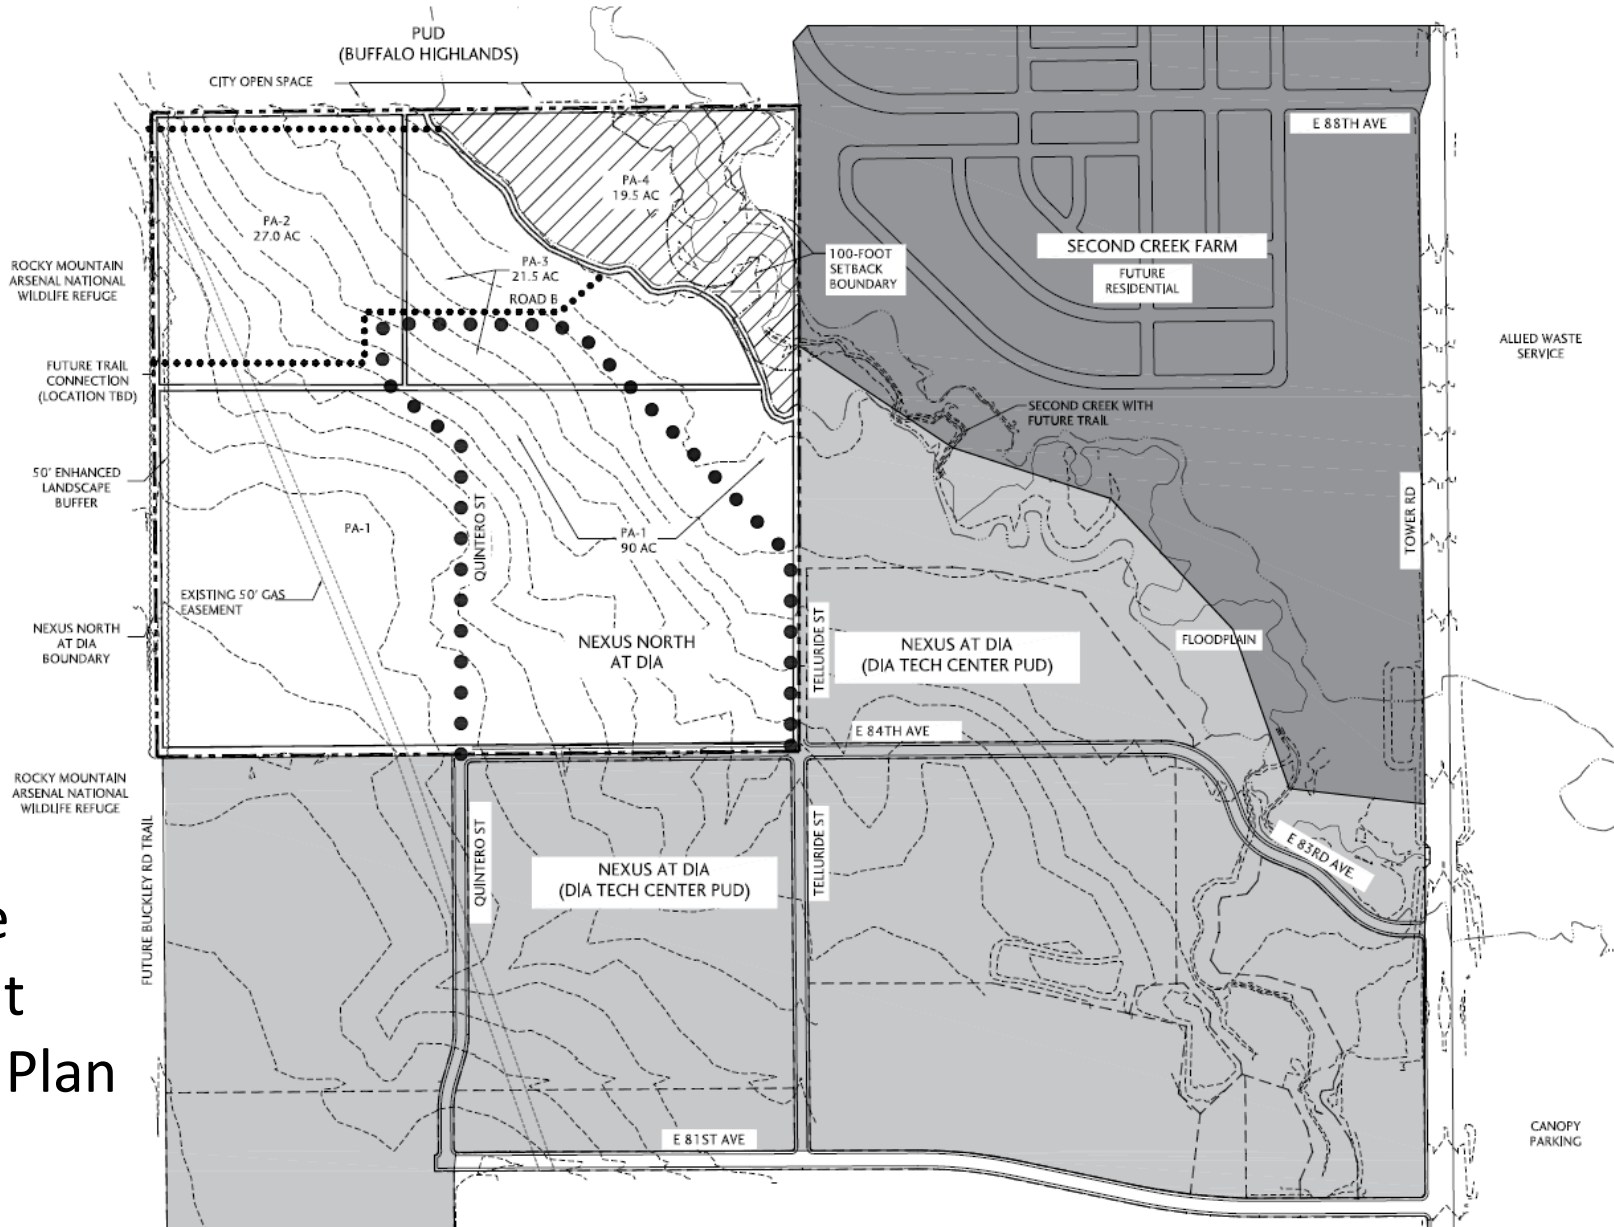 PUD
(BUFFALO HIGHLANDS)
CITY OPEN SPACE
E 88TH AVE
PA-4
19.5 AC
PA-2
27.0 AC
SECOND CREEK FARM
FUTURE
RESIDENTIAL
100-FOOT
SETBACK
BOUNDARY
PA-3
21.5 AC
ROAD B
ROCKY MOUNTAIN
ARSENAL NATIONAL
WILDLIFE REFUGE
ALLIED WASTE
SERVICE
FUTURE TRAIL
CONNECTION
(LOCATION TBD)
SECOND CREEK WITH
FUTURE TRAIL
50' ENHANCED
LANDSCAPE
BUFFER
TOWER RD
QUINTERO ST
PA-1
PA-1
90 AC
EXISTING 50' GAS
EASEMENT
NEXUS NORTH
AT DIA
BOUNDARY
NEXUS NORTH
AT DIA
TELLURIDE ST
NEXUS AT DIA
(DIA TECH CENTER PUD)
FLOODPLAIN
E 84TH AVE
ROCKY MOUNTAIN
ARSENAL NATIONAL
WILDLIFE REFUGE
FUTURE BUCKLEY RD TRAIL
QUINTERO ST
NEXUS AT DIA
(DIA TECH CENTER PUD)
TELLURIDE ST
E 83RD AVE
e
t
Plan
E 81ST AVE
CANOPY
PARKING